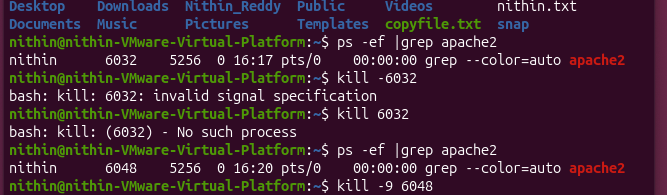 Desktop Downloads Nithin_Reddy Public Videos nithin.txt
Documents Music Pictures Templates copyfile.txt snap
nithin@nithin-VMware-Virtual-Platform:~$ ps -ef |grep apache2
nithin 6032 5256 0 16:17 pts/0 00:00:00 grep --color=auto apache2
nithin@nithin-VMware-Virtual-Platform:~$ kill -6032
bash: kill: 6032: invalid signal specification
nithin@nithin-VMware-Virtual-Platform:~$ kill 6032
bash: kill: (6032) - No such process
nithin@nithin-VMware-Virtual-Platform:~$ ps -ef |grep apache2
nithin 6048 5256 0 16:20 pts/0 00:00:00 grep --color=auto apache2
nithin@nithin-VMware-Virtual-Platform:~$ kill -9 6048